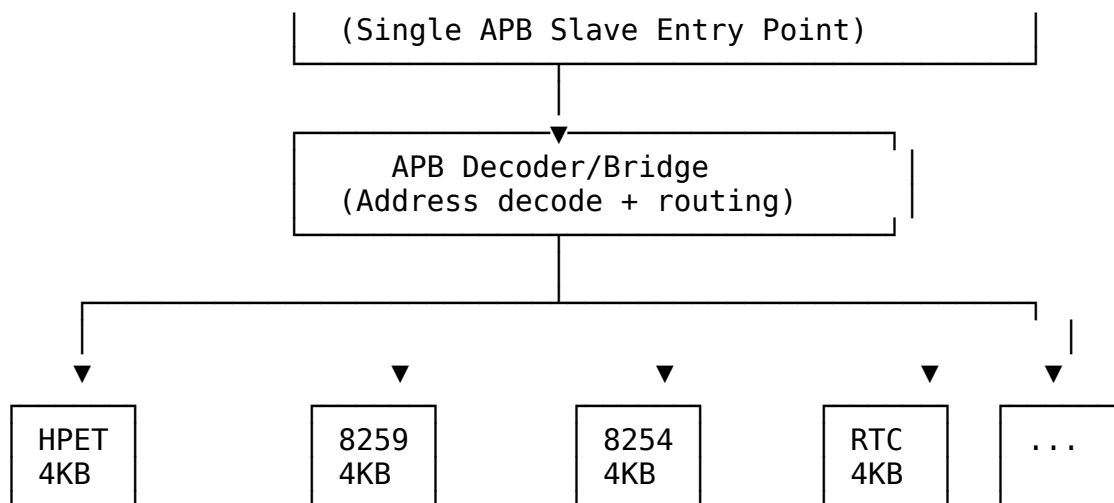 (Single APB Slave Entry Point)
APB Decoder/Bridge
(Address decode + routing)
HPET 8259 8254 RTC ...
4KB 4KB 4KB 4KB